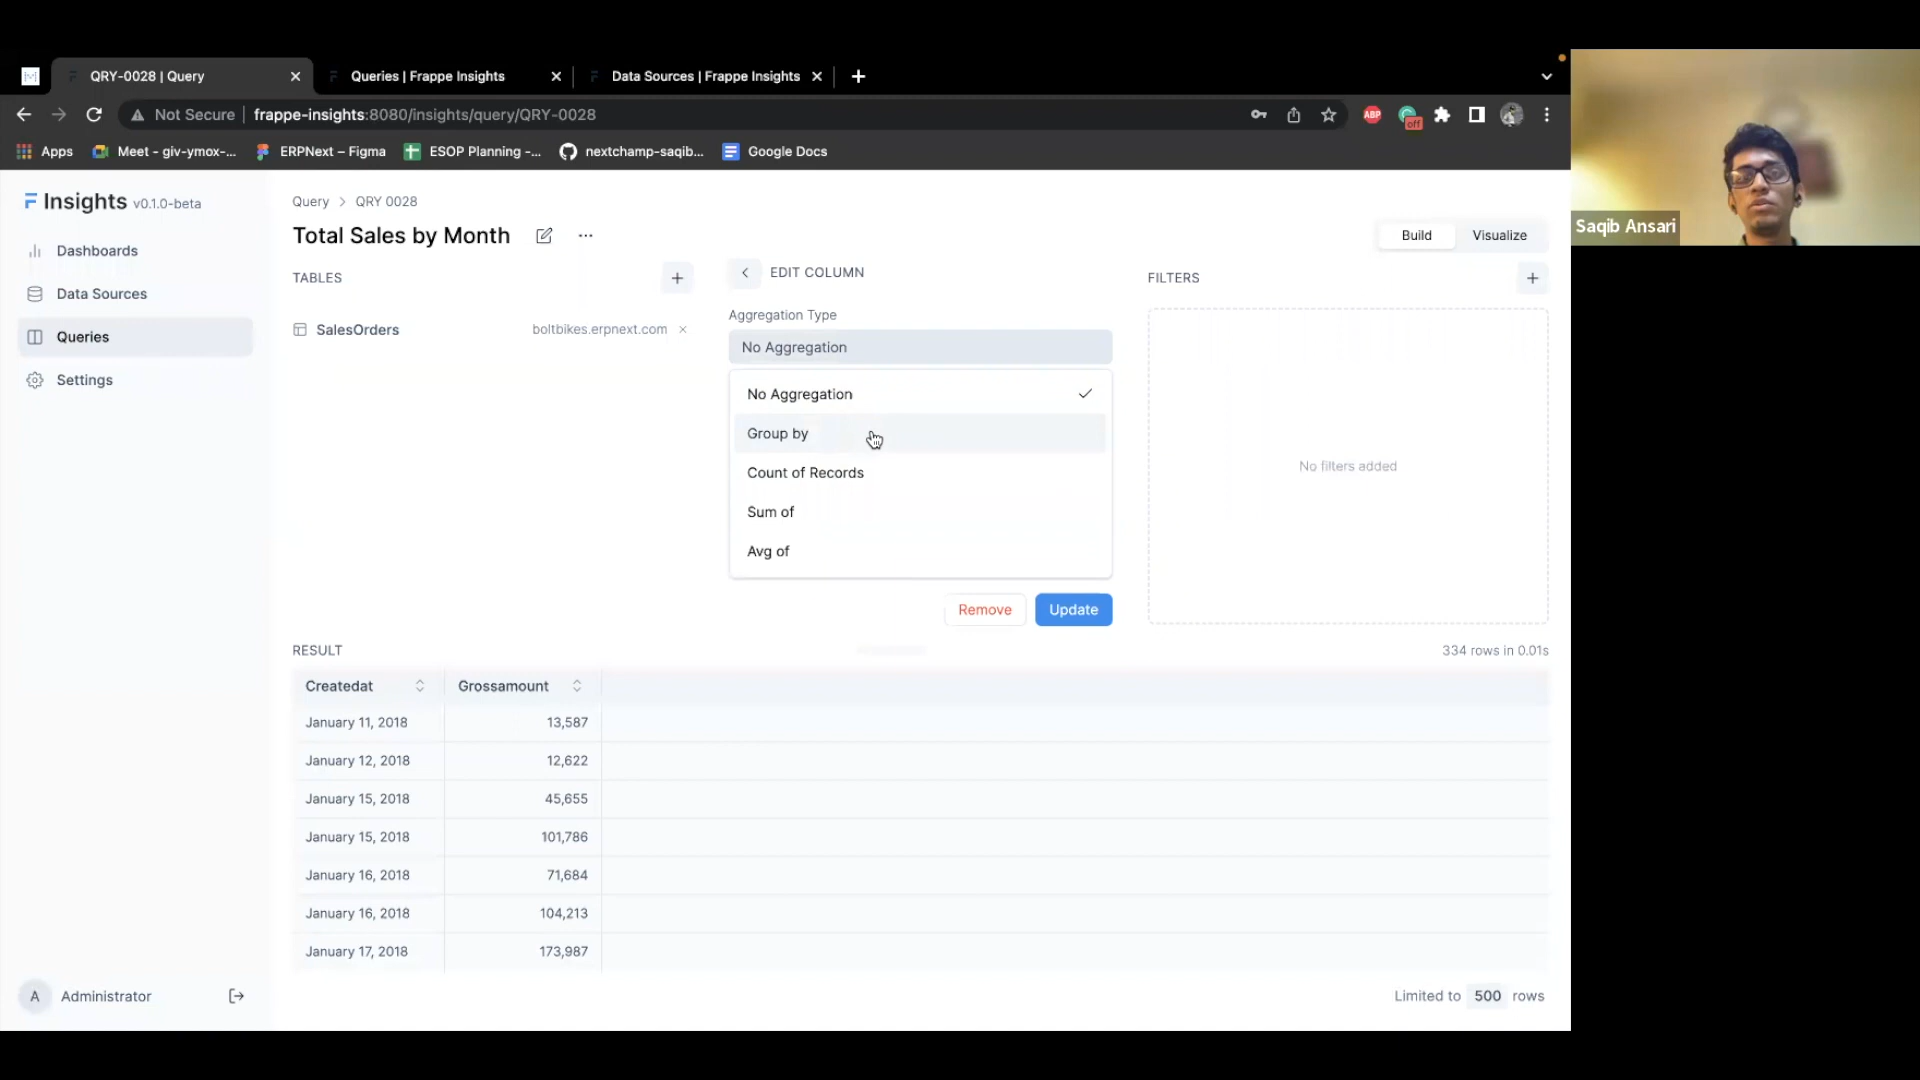 QRY-0028 | Query
Queries | Frappe Insights
Data Sources | Frappe Insights
Not Secure
frappe-insights:8080/insights/query/QRY-0028
ABP
off
Apps
Meet - giv-ymox-...
ERPNext – Figma
ESOP Planning -...
nextchamp-saqib...
Google Docs
Saqib Ansari
Insights v0.1.0-beta
Dashboards
Data Sources
Queries
Settings
A
Administrator
Query > QRY 0028
Total Sales by Month
...
Build
Visualize
TABLES
+
SalesOrders
boltbikes.erpnext.com
EDIT COLUMN
Aggregation Type
No Aggregation
No Aggregation
Group by
Count of Records
Sum of
Avg of
Remove
Update
FILTERS
+
No filters added
RESULT
334 rows in 0.01s
Createdat Grossamount
January 11, 2018 13,587
January 12, 2018 12,622
January 15, 2018 45,655
January 15, 2018 101,786
January 16, 2018 71,684
January 16, 2018 104,213
January 17, 2018 173,987
Limited to 500 rows